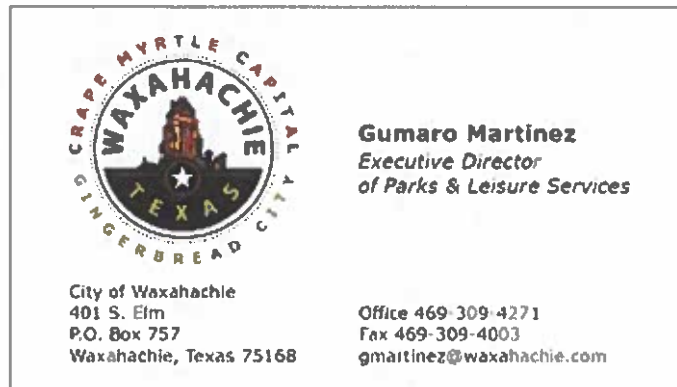 CRAPE MYRTLE CAPITAL
WAXAHACHIE
TEXAS
GINGERBREAD CITY
Gumaro Martinez
Executive Director
of Parks & Leisure Services
City of Waxahachie
401 S. Elm
P.O. Box 757
Waxahachie, Texas 75168
Office 469-309-4271
Fax 469-309-4003
gmartinez@waxahachie.com